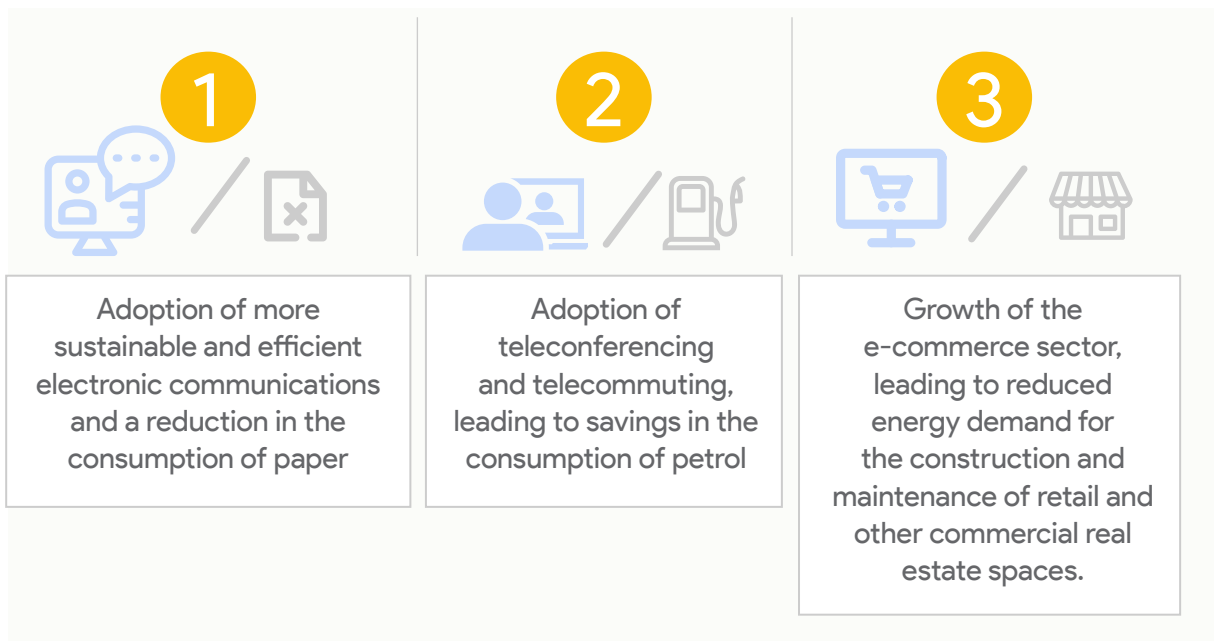 1
Adoption of more
sustainable and efficient
electronic communications
and a reduction in the
consumption of paper
2
Adoption of
teleconferencing
and telecommuting,
leading to savings in the
consumption of petrol
3
Growth of the
e-commerce sector,
leading to reduced
energy demand for
the construction and
maintenance of retail and
other commercial real
estate spaces.